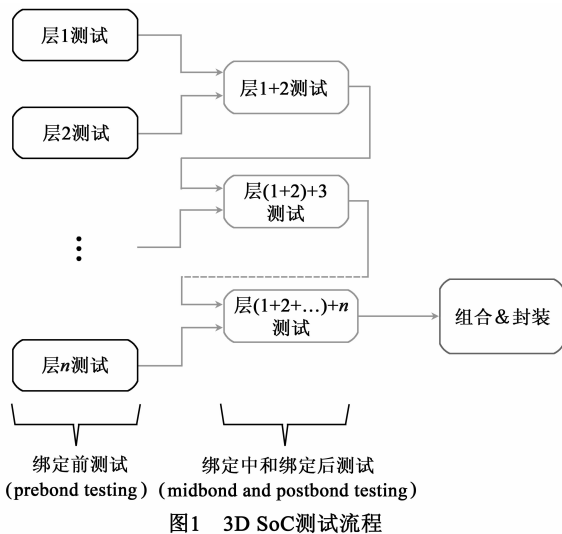 层1测试
层1+2测试
层2测试
层(1+2)+3
测试
⋮
层(1+2+…)+n
测试
组合&封装
层n测试
绑定前测试
(prebond testing)
绑定中和绑定后测试
(midbond and postbond testing)
图1 3D SoC测试流程